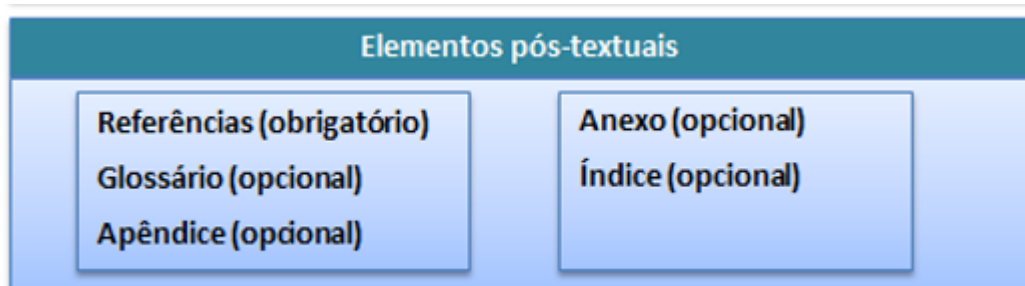 Elementos pós-textuais
Referências (obrigatório)
Glossário (opcional)
Apêndice (opcional)
Anexo (opcional)
Índice (opcional)